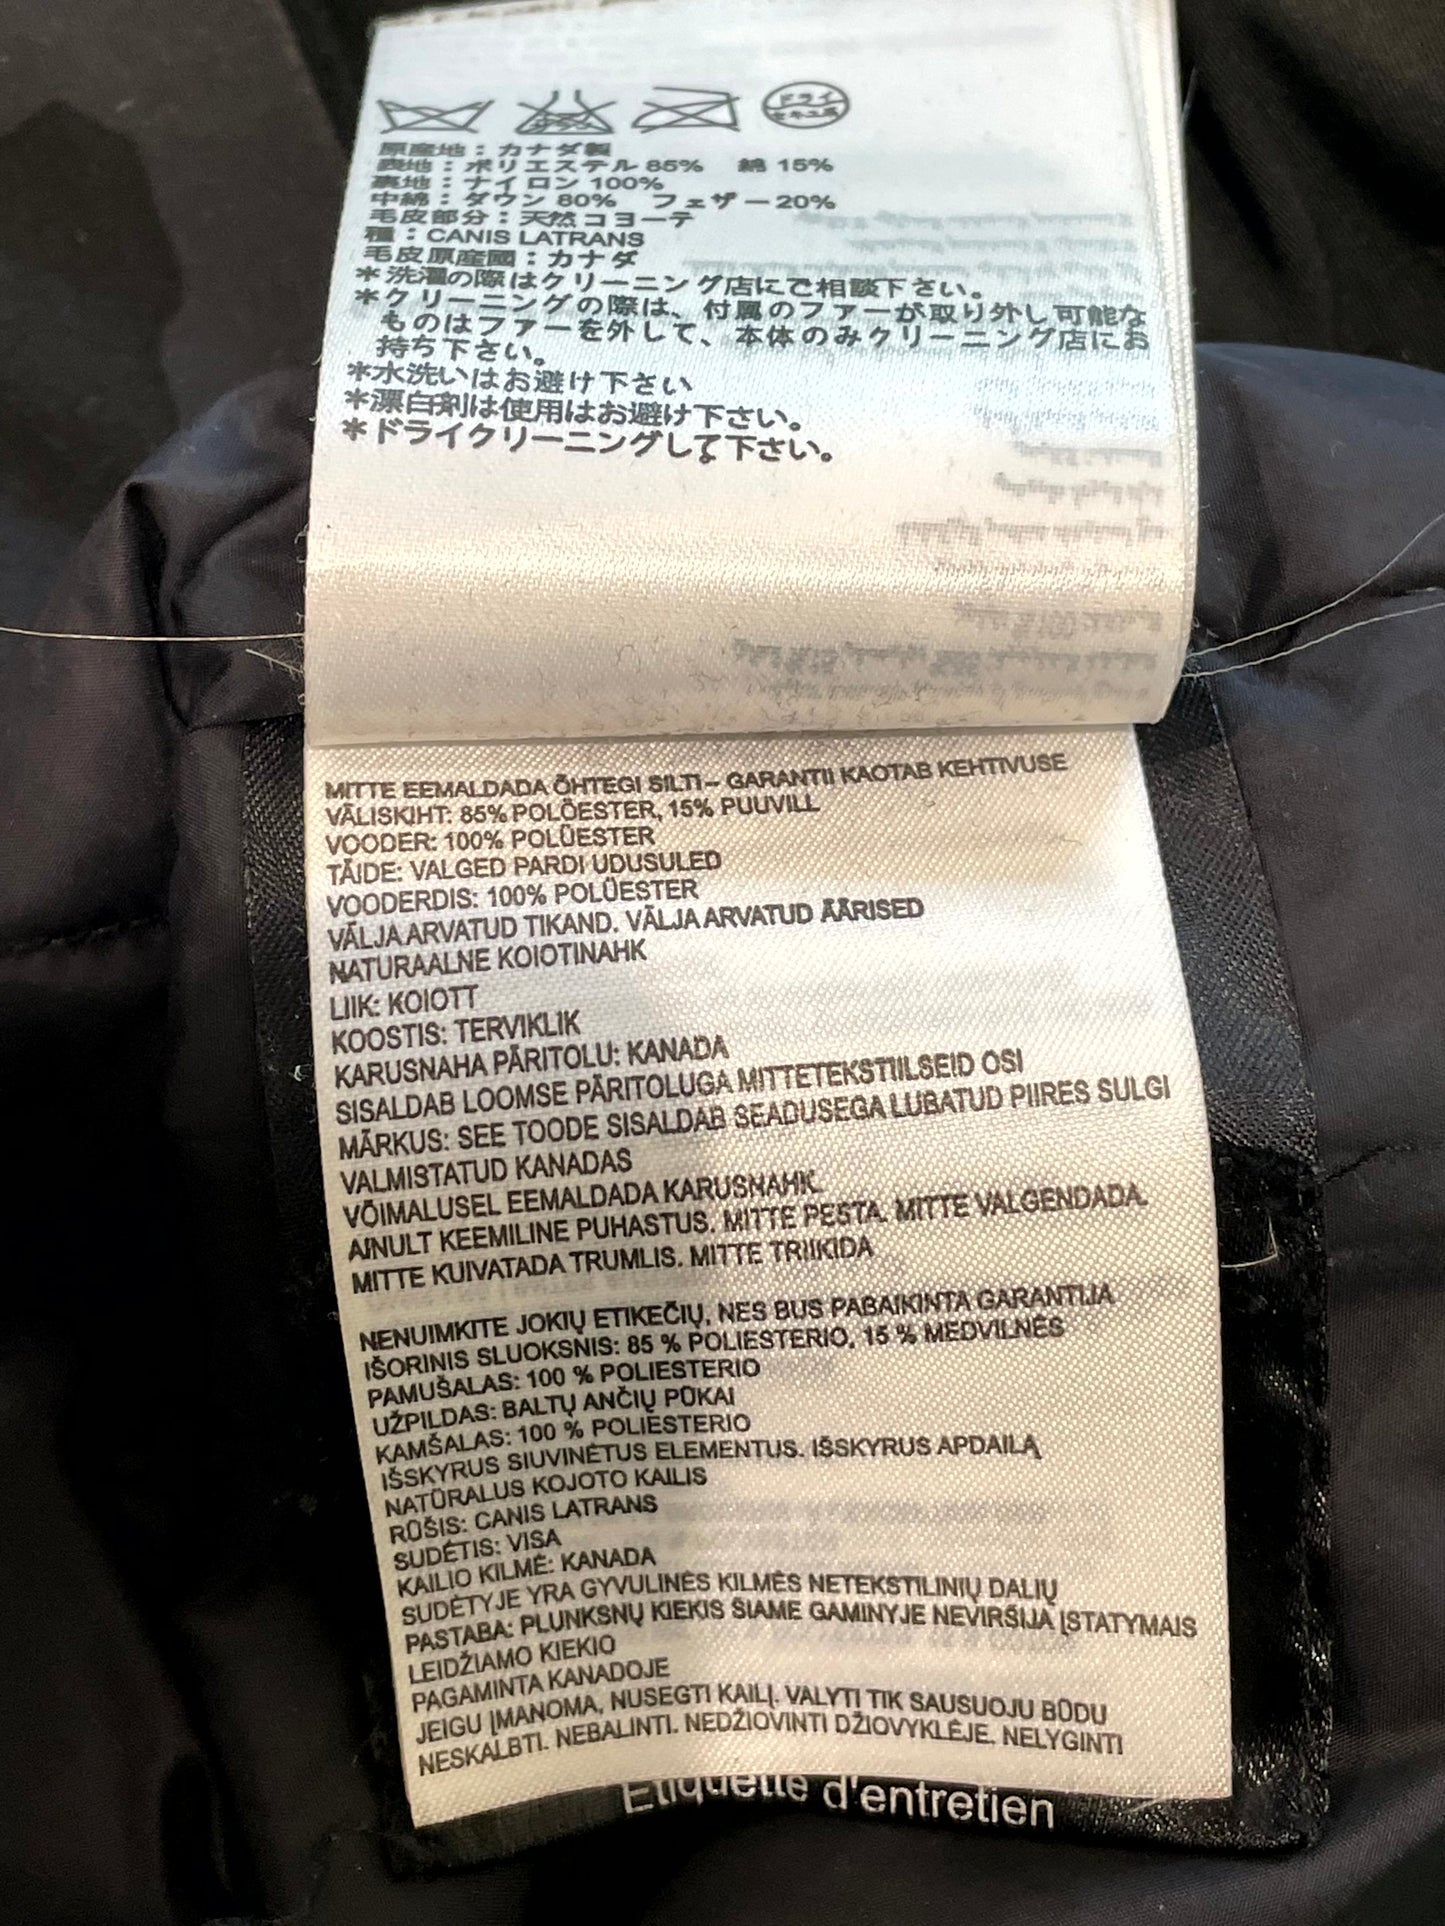 ドライ
セキユ系
原産地：カナダ製
表地：ポリエステル 85% 綿 15%
裏地：ナイロン 100%
中綿：ダウン 80% フェザー 20%
毛皮部分：天然コヨーテ
種：CANIS LATRANS
毛皮原産國：カナダ
＊洗濯の際はクリーニング店にでご相談下さい。
＊クリーニングの際は、付属のファーが取り外し可能な
ものはファーを外して、本体のみクリーニング店にお
持ち下さい。
＊水洗いはお避け下さい
＊漂白剤は使用はお避け下さい。
＊ドライクリーニングして下さい。
MITTE EEMALDADA ÕHTEGI SILTI – GARANTII KAOTAB KEHTIVUSE
VÄLISKIHT: 85% POLÖESTER, 15% PUUVILL
VOODER: 100% POLÜESTER
TÄIDE: VALGED PARDI UDUSULED
VOODERDIS: 100% POLÜESTER
VÄLJA ARVATUD TIKAND. VÄLJA ARVATUD ÄÄRISED
NATURAALNE KOIOTINAHK
LIIK: KOIOTT
KOOSTIS: TERVIKLIK
KARUSNAHA PÄRITOLU: KANADA
SISALDAB LOOMSE PÄRITOLUGA MITTETEKSTIILSEID OSI
MÄRKUS: SEE TOODE SISALDAB SEADUSEGA LUBATUD PIIRES SULGI
VALMISTATUD KANADAS
VÕIMALUSEL EEMALDADA KARUSNAHK.
AINULT KEEMILINE PUHASTUS. MITTE PESTA. MITTE VALGENDADA.
MITTE KUIVATADA TRUMLIS. MITTE TRIIKIDA
NENUIMKITE JOKIŲ ETIKEČIŲ, NES BUS PABAIKINTA GARANTIJA
IŠORINIS SLUOKSNIS: 85 % POLIESTERIO, 15 % MEDVILNĖS
PAMUŠALAS: 100 % POLIESTERIO
UŽPILDAS: BALTŲ ANČIŲ PŪKAI
KAMŠALAS: 100 % POLIESTERIO
IŠSKYRUS SIUVINĖTUS ELEMENTUS. IŠSKYRUS APDAILĄ
NATŪRALUS KOJOTO KAILIS
RŪŠIS: CANIS LATRANS
SUDĖTIS: VISA
KAILIO KILMĖ: KANADA
SUDĖTYJE YRA GYVULINĖS KILMĖS NETEKSTILINIŲ DALIŲ
PASTABA: PLUNKSNŲ KIEKIS ŠIAME GAMINYJE NEVIRŠIJA ĮSTATYMAIS
LEIDŽIAMO KIEKIO
PAGAMINTA KANADOJE
JEIGU ĮMANOMA, NUSEGTI KAILĮ. VALYTI TIK SAUSUOJU BŪDU
NESKALBTI. NEBALINTI. NEDŽIOVINTI DŽIOVYKLĖJE. NELYGINTI
Etiquette d'entretien